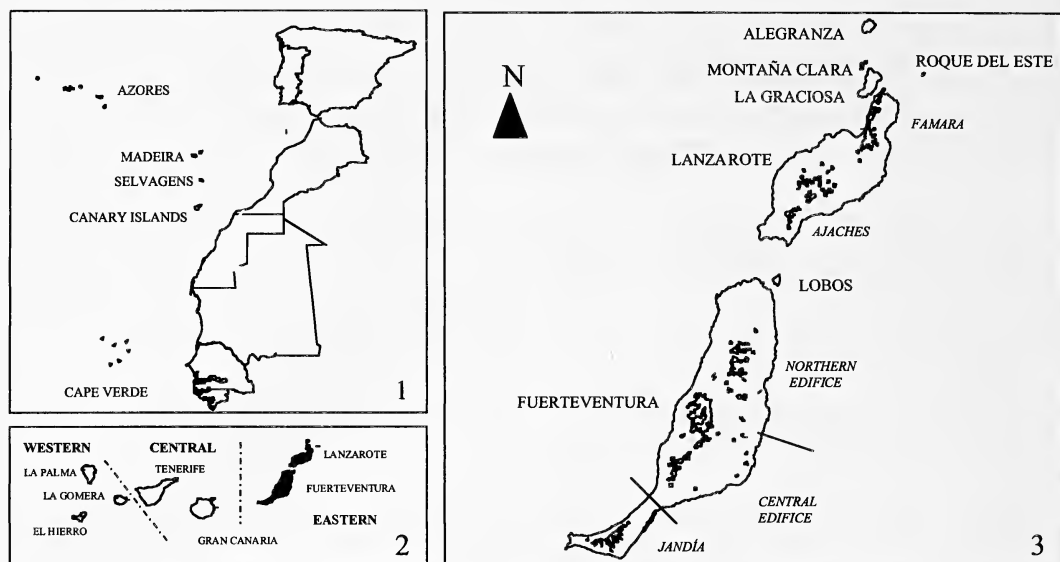 AZORES
MADEIRA
SELVAGENS
CANARY ISLANDS
CAPE VERDE
1
WESTERN
CENTRAL
LA PALMA
TENERIFE
LANZAROTE
LA GOMERA
FUERTEVENTURA
EL HIERRO
EASTERN
GRAN CANARIA
2
ALEGRANZA
ROQUE DEL ESTE
N
MONTAÑA CLARA
LA GRACIOSA
FAMARA
LANZAROTE
AJACHES
LOBOS
NORTHERN
EDIFICE
FUERTEVENTURA
CENTRAL
EDIFICE
JANDÍA
3